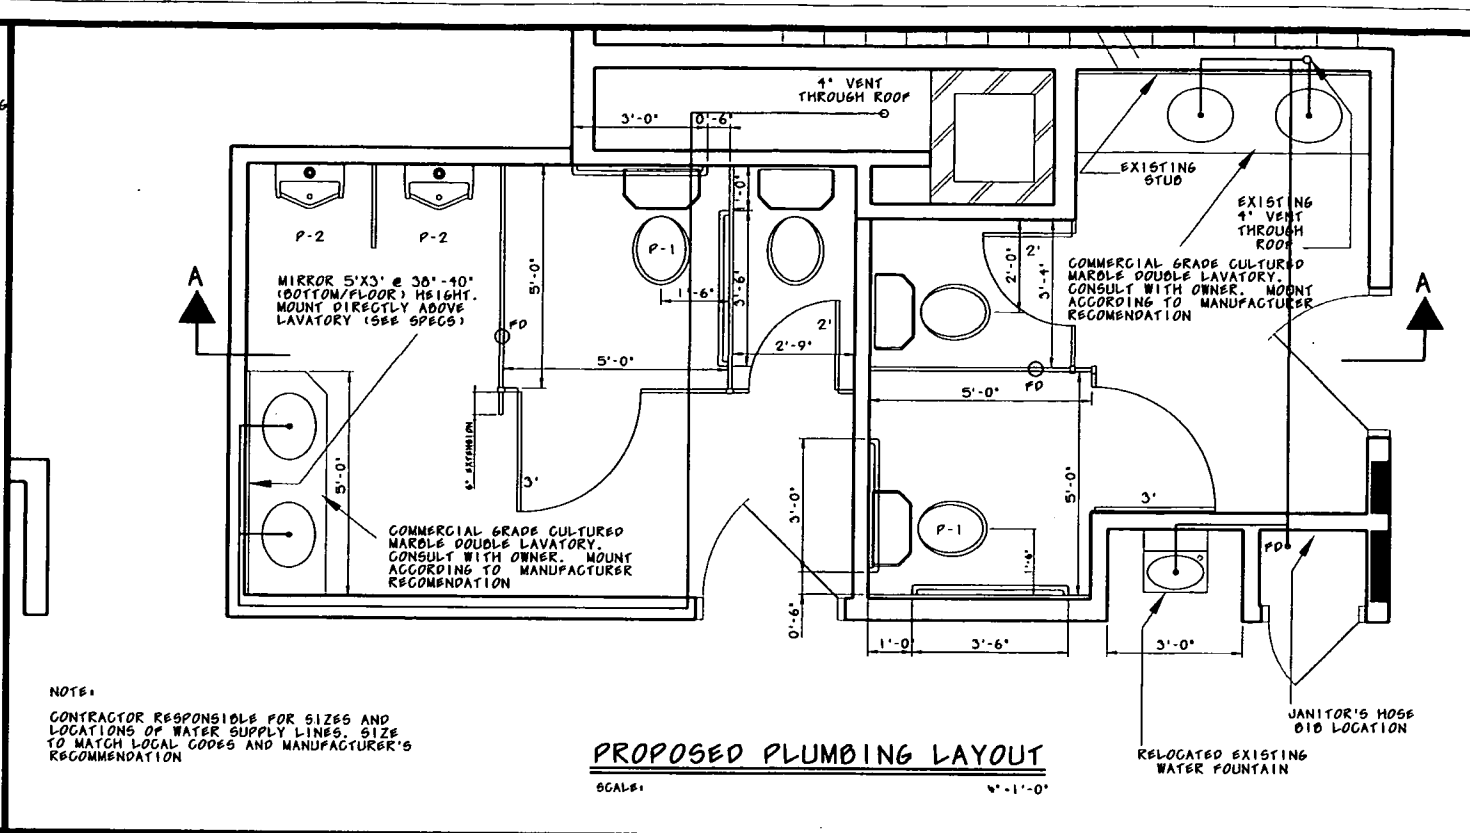 4" VENT
THROUGH ROOF
3'-0"
0'-6"
EXISTING
STUB
EXISTING
4" VENT
THROUGH
ROOF
P-2
P-2
P-1
1'-0"
3'-6"
5'-0"
1'-6"
2'
2'-0"
3'-4"
MIRROR 5'X3' @ 38"-40"
(BOTTOM/FLOOR) HEIGHT.
MOUNT DIRECTLY ABOVE
LAVATORY (SEE SPECS)
COMMERCIAL GRADE CULTURED
MARBLE DOUBLE LAVATORY.
CONSULT WITH OWNER. MOUNT
ACCORDING TO MANUFACTURER
RECOMENDATION
A
A
FD
2'
2'-9"
5'-0"
FD
5'-0"
6" EXTENSION
5'-0"
3'
3'-0"
5'-0"
3'
COMMERCIAL GRADE CULTURED
MARBLE DOUBLE LAVATORY.
CONSULT WITH OWNER. MOUNT
ACCORDING TO MANUFACTURER
RECOMENDATION
P-1
1'-6"
FD
0'-6"
1'-0
3'-6"
3'-0"
NOTE:
CONTRACTOR RESPONSIBLE FOR SIZES AND
LOCATIONS OF WATER SUPPLY LINES. SIZE
TO MATCH LOCAL CODES AND MANUFACTURER'S
RECOMMENDATION
JANITOR'S HOSE
BIB LOCATION
RELOCATED EXISTING
WATER FOUNTAIN
PROPOSED PLUMBING LAYOUT
SCALE: